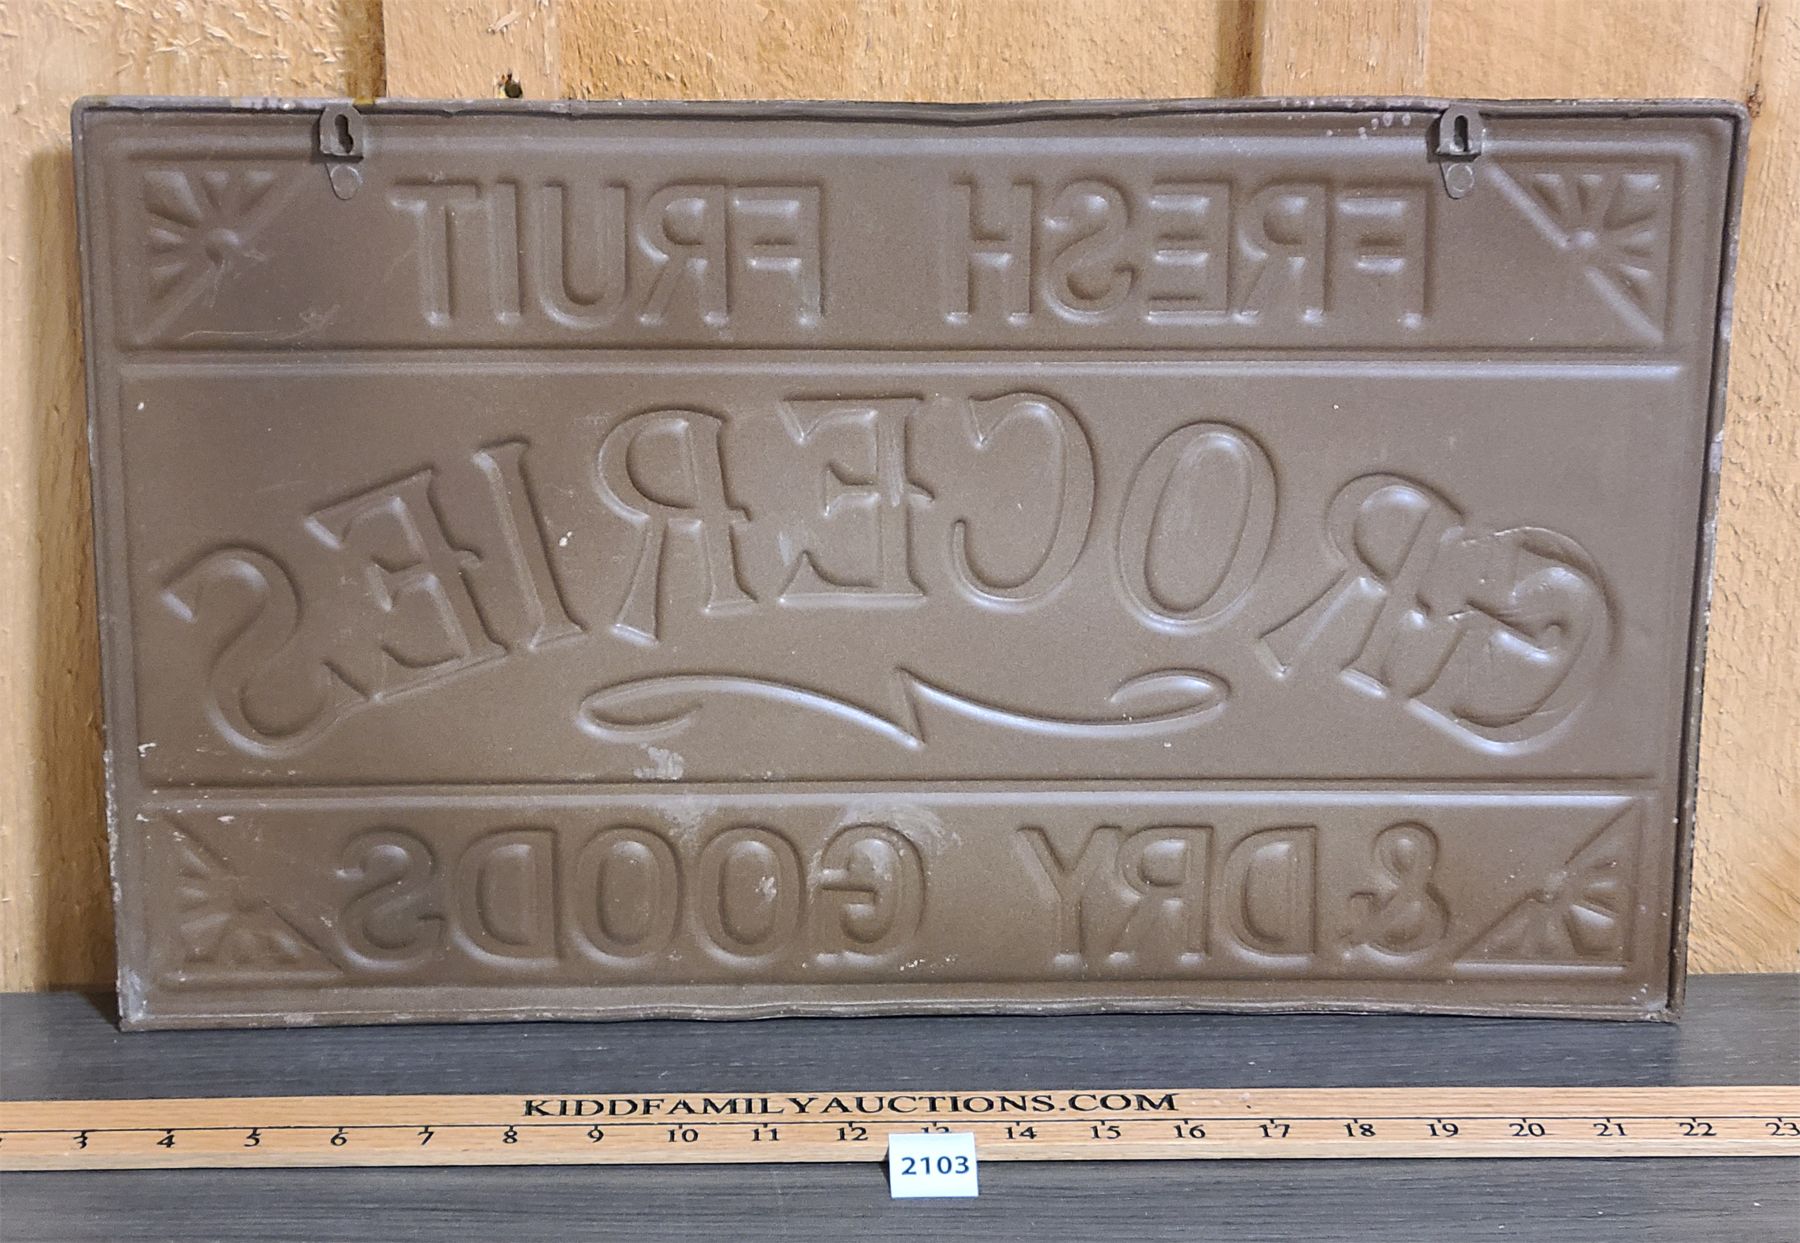 FRESH FRUIT
GROCERIES
& DRY GOODS
KIDDFAMILYAUCTIONS.COM
3 4 5 6 7 8 9 10 11 12 13 14 15 16 17 18 19 20 21 22 23
2103